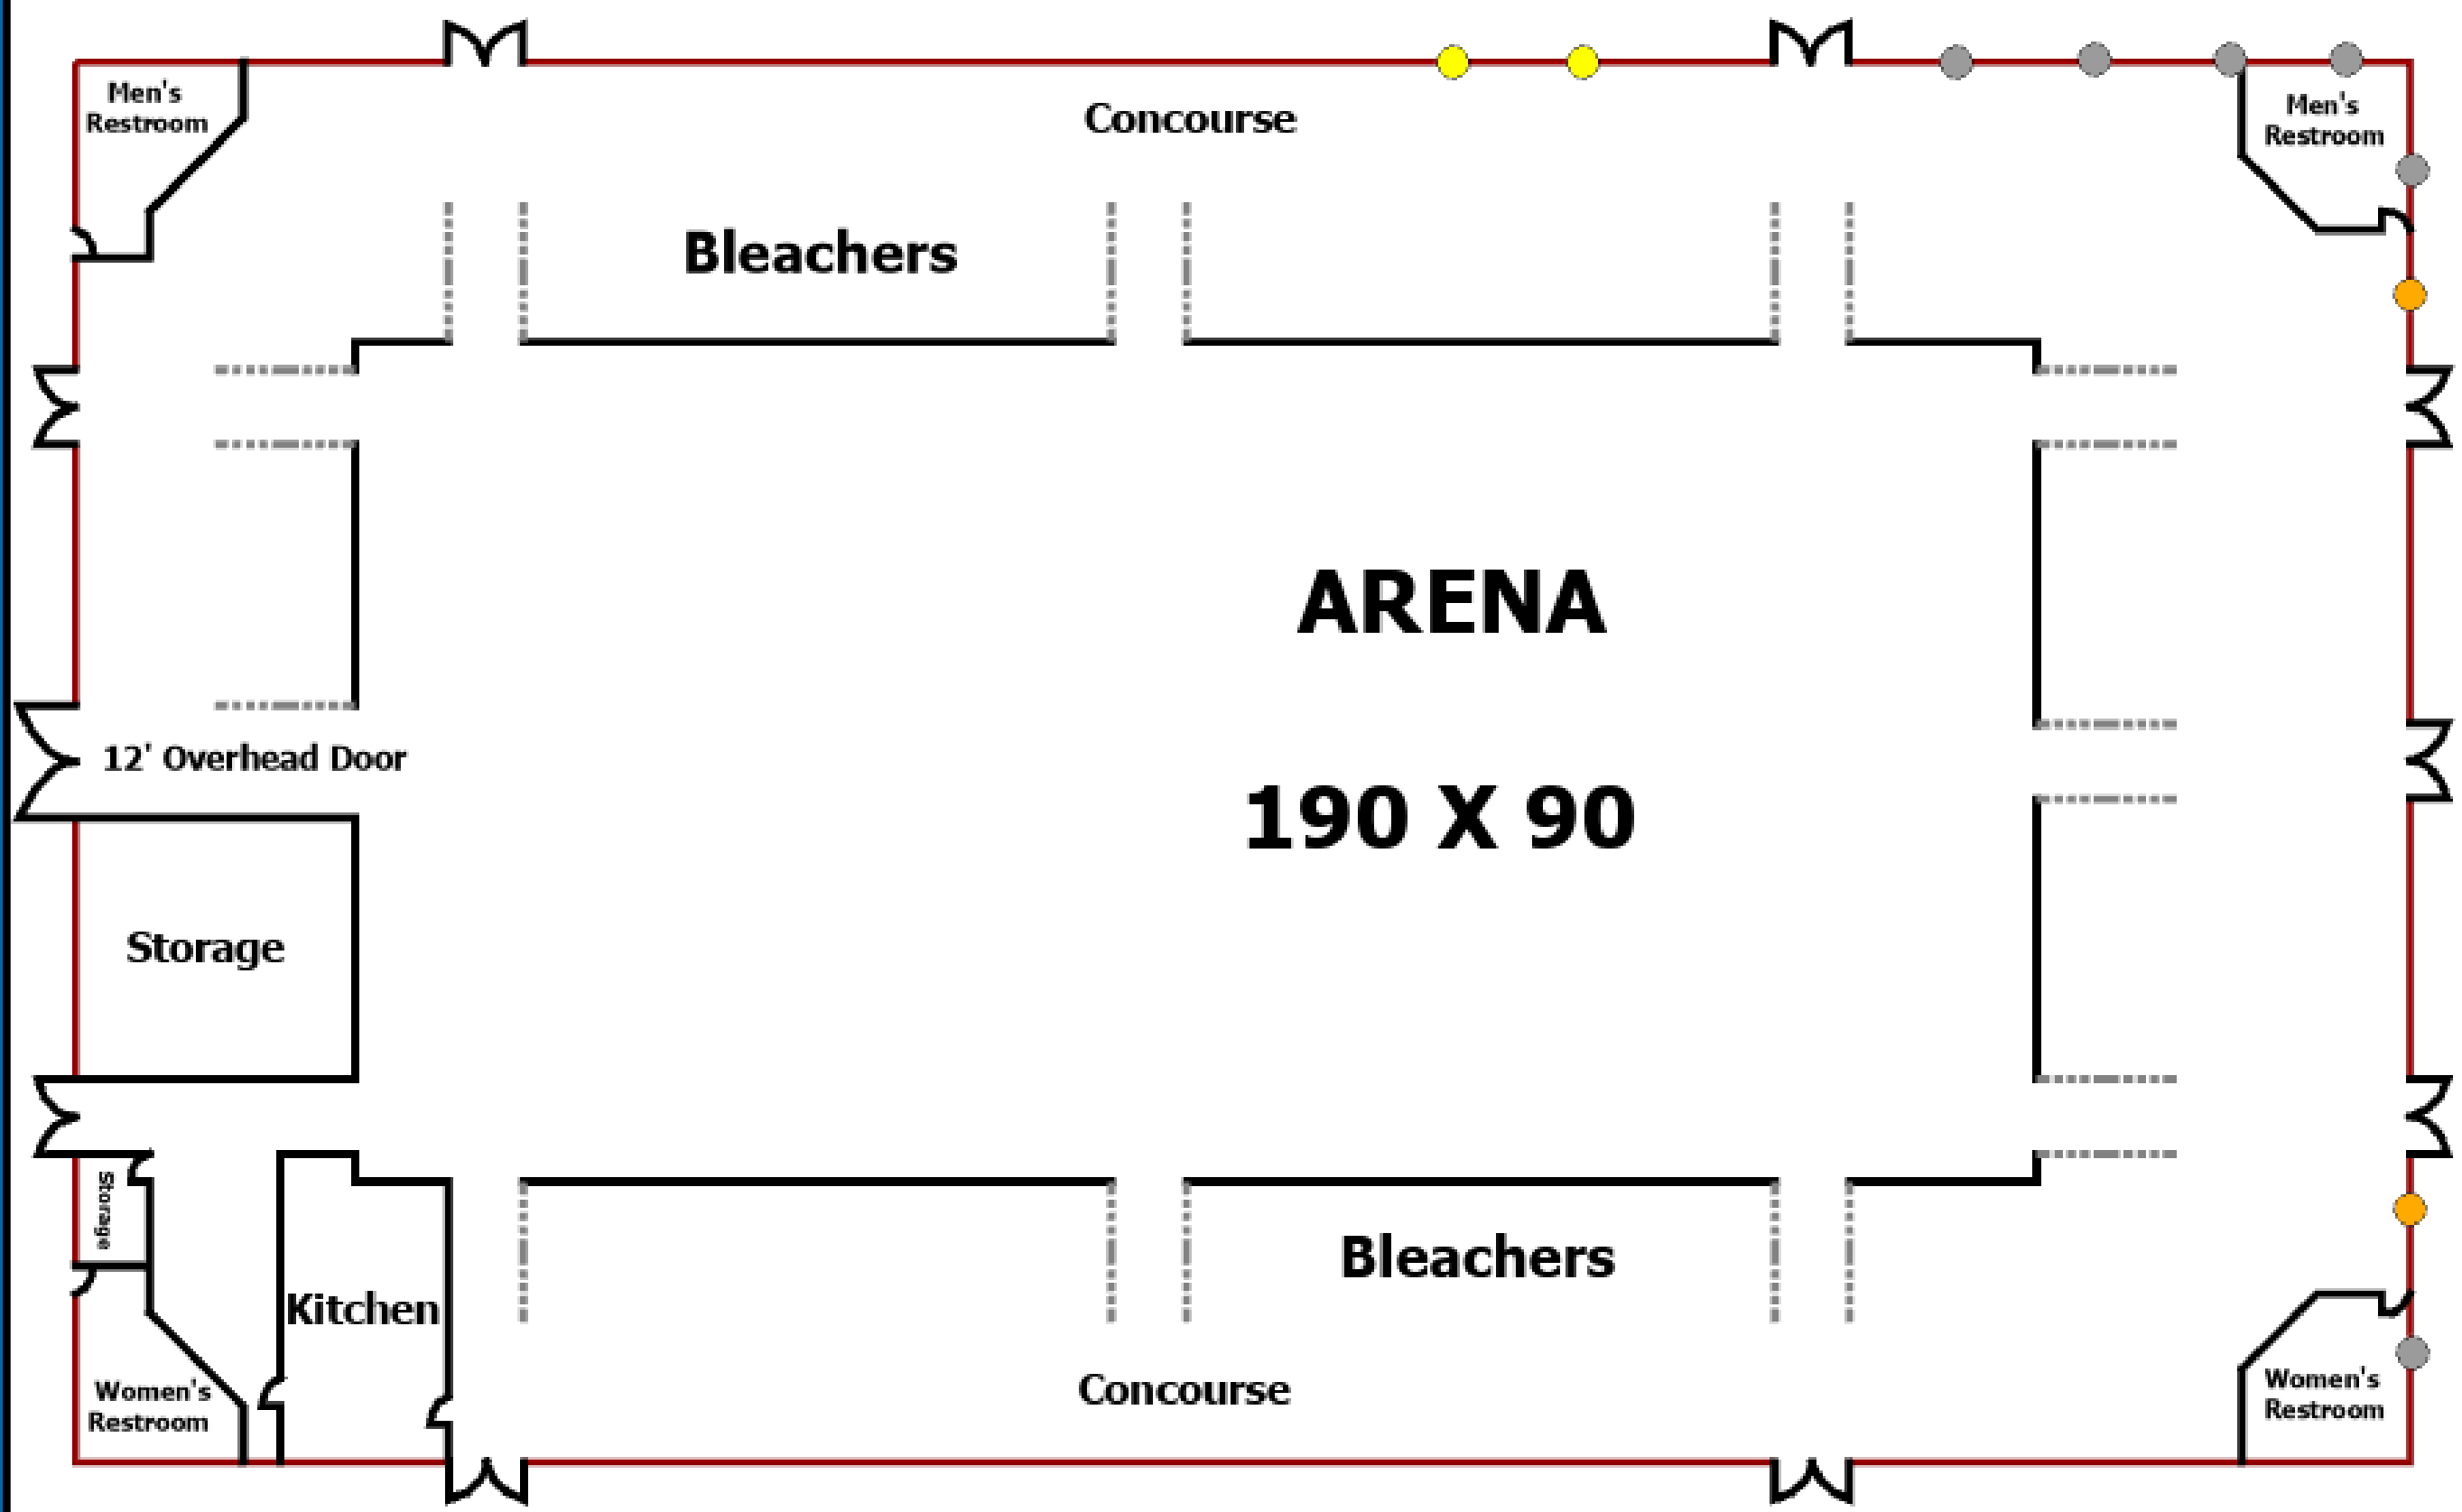 Men's
Restroom
Concourse
Men's
Restroom
Bleachers
ARENA
12' Overhead Door
190 X 90
Storage
Storage
Bleachers
Kitchen
Women's
Restroom
Concourse
Women's
Restroom